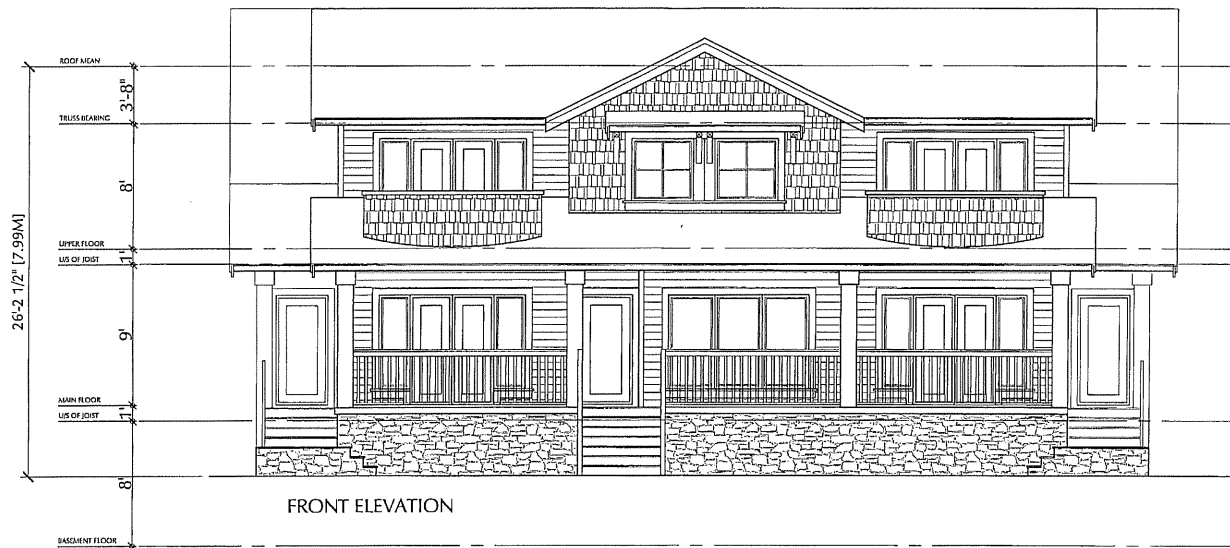 ROOF MEAN
3'-8"
TRUSS BEARING
8'
UPPER FLOOR
1'
U/S OF JOIST
26'-2 1/2" [7.99M]
9'
MAIN FLOOR
1'
U/S OF JOIST
8'
FRONT ELEVATION
BASEMENT FLOOR